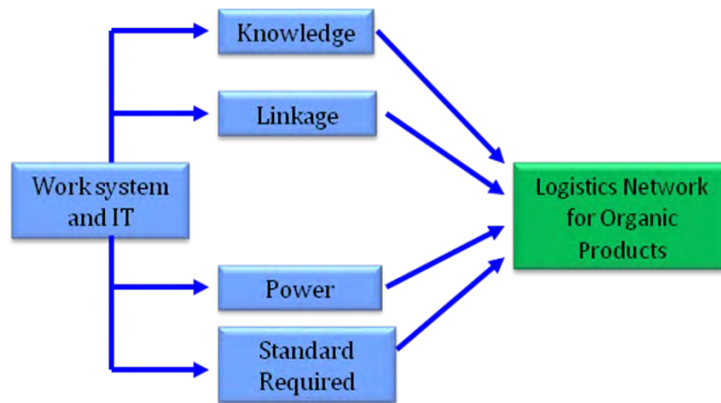 Knowledge
Linkage
Work system
and IT
Logistics Network
for Organic
Products
Power
Standard
Required